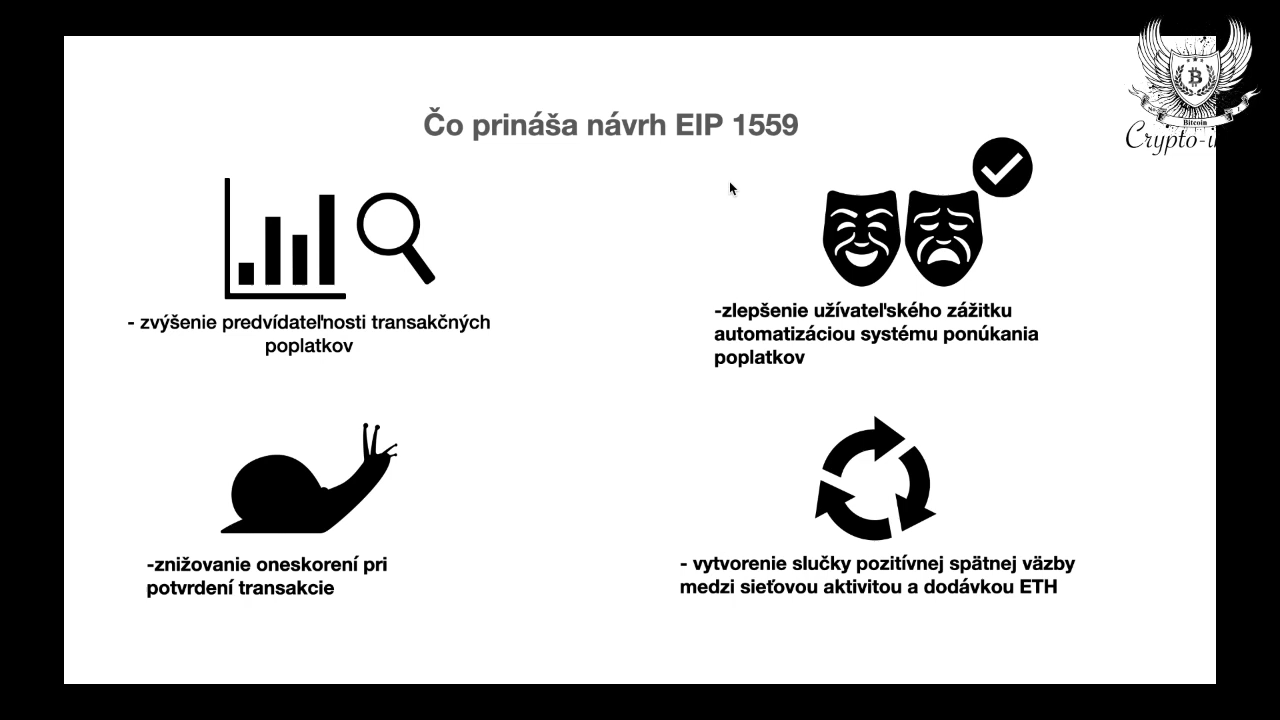 Čo prináša návrh EIP 1559
Bitcoin
- zvýšenie predvídateľnosti transakčných
poplatkov
-zlepšenie užívateľského zážitku
automatizáciou systému ponúkania
poplatkov
-znižovanie oneskorení pri
potvrdení transakcie
- vytvorenie slučky pozitívnej spätnej väzby
medzi sieťovou aktivitou a dodávkou ETH